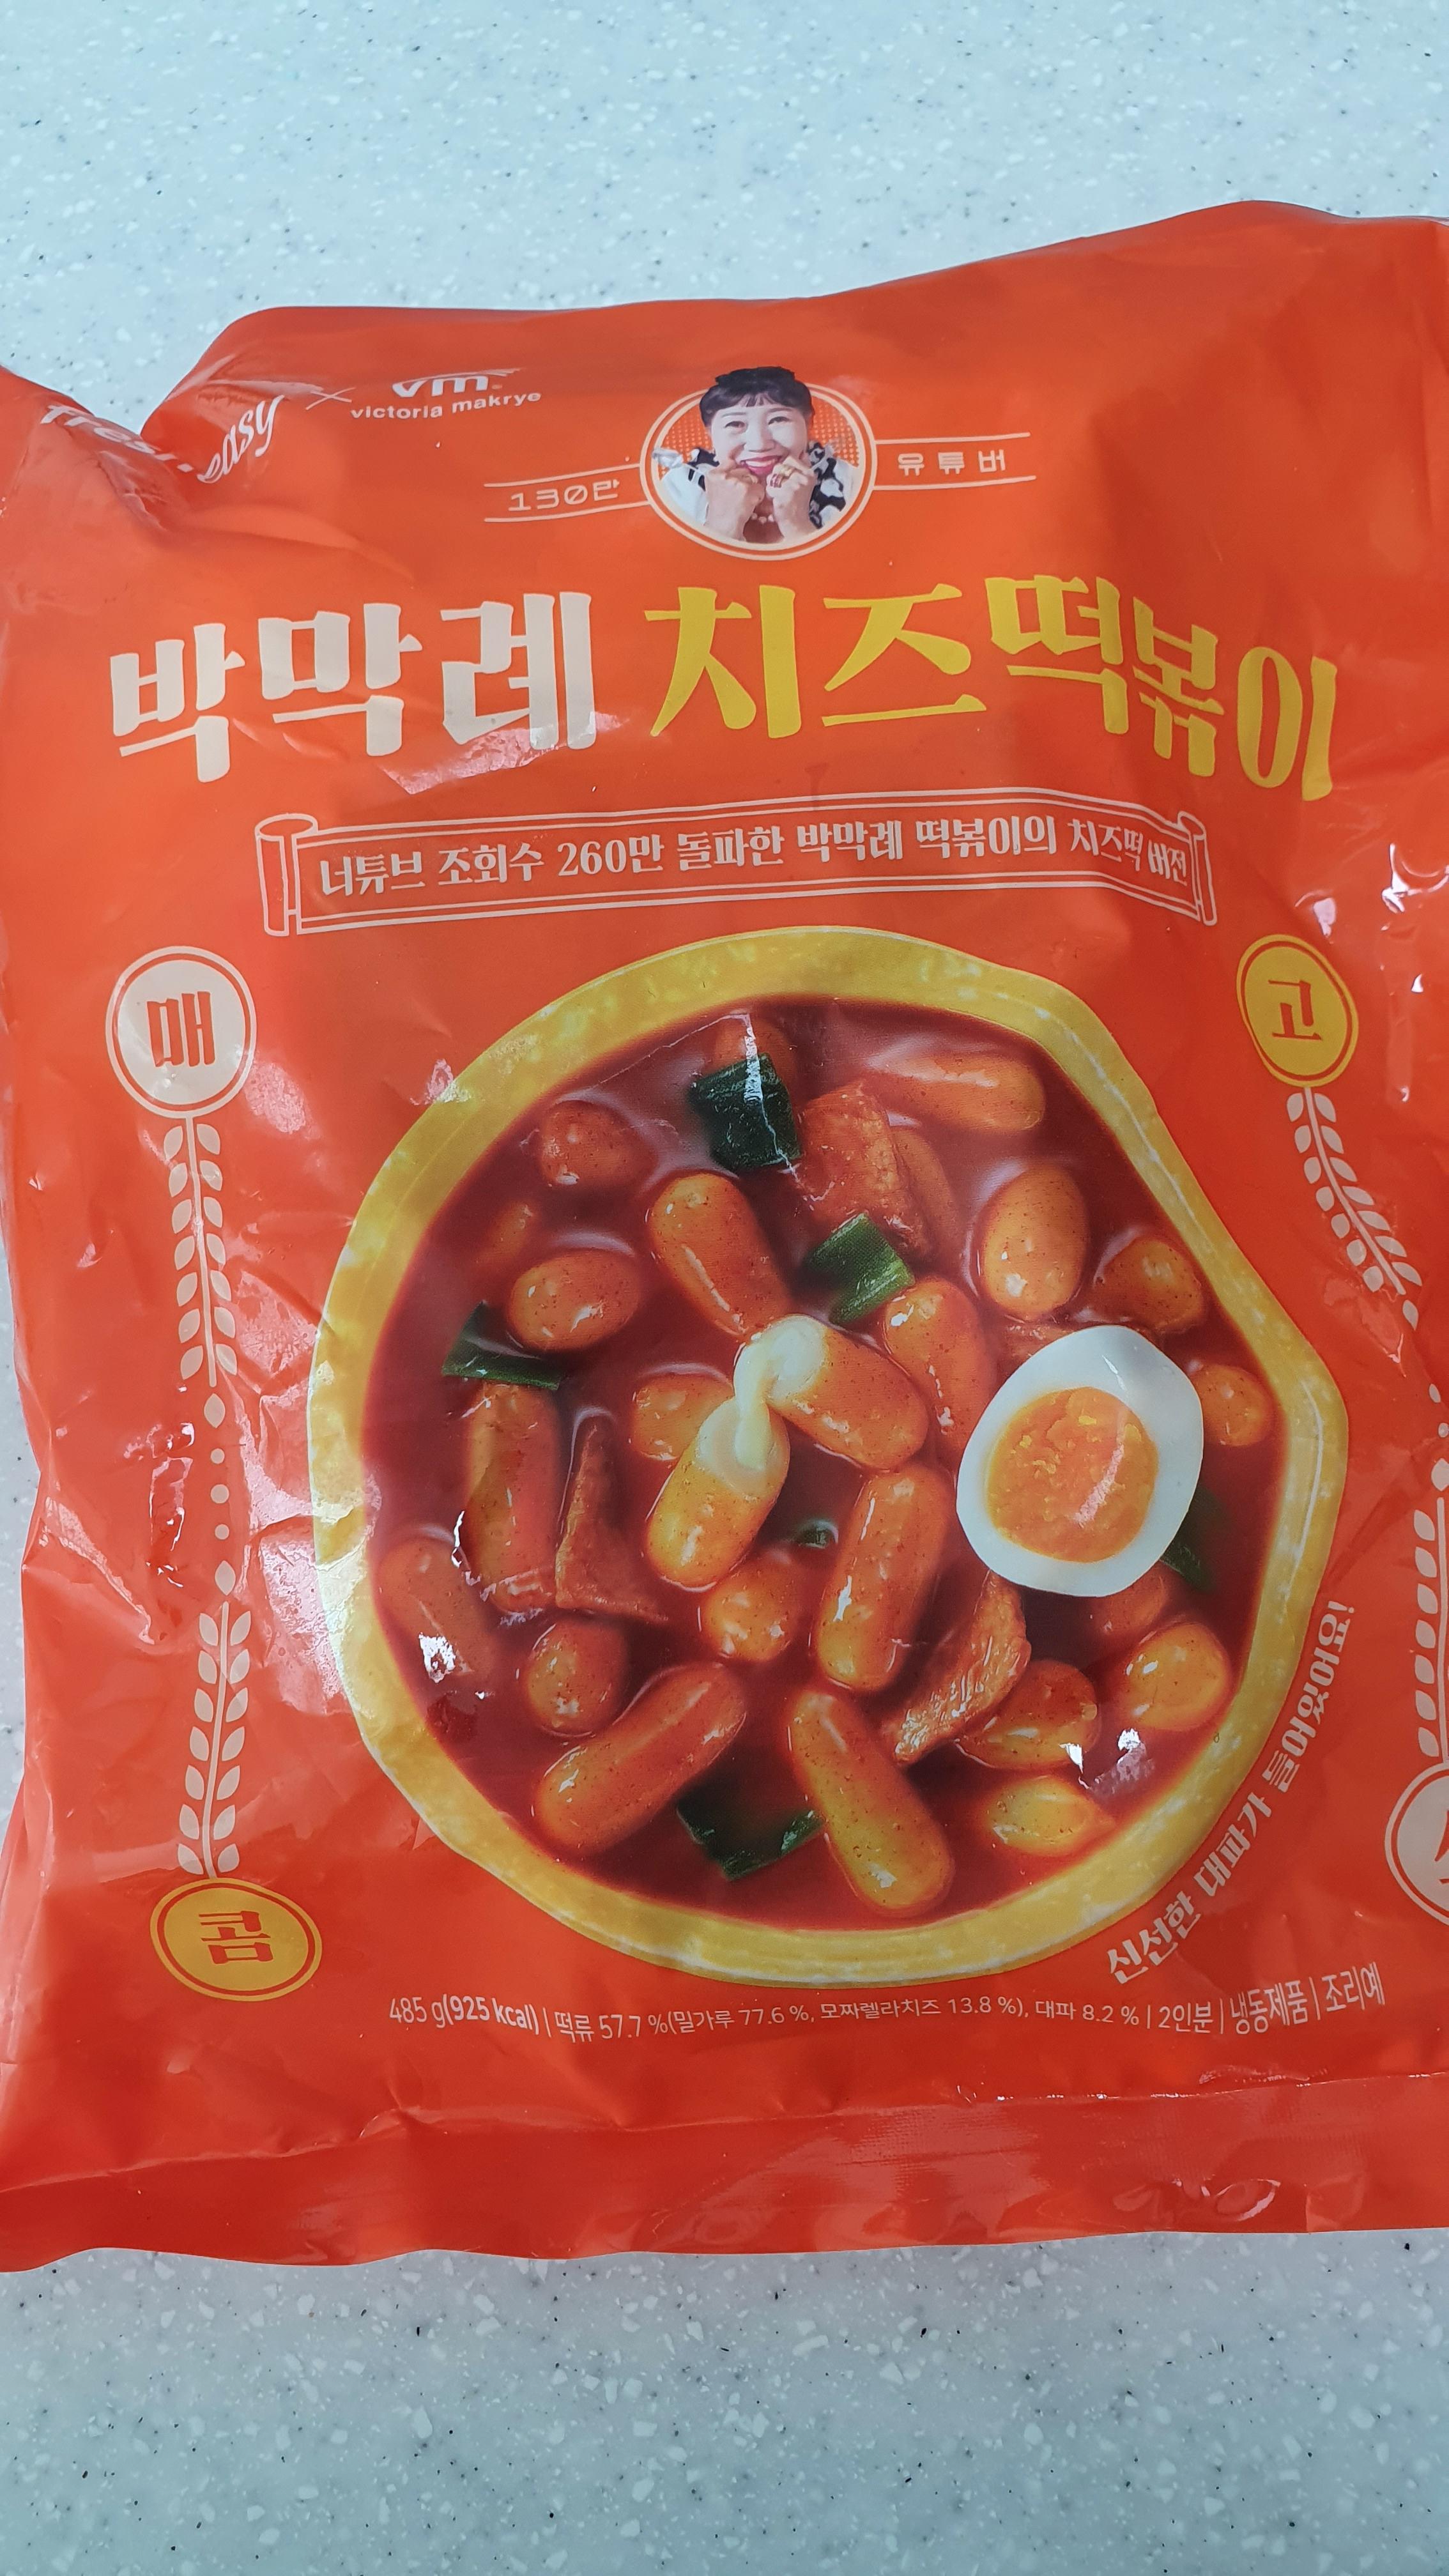 easy × vm
victoria makrye
130만 유튜버
박막례 치즈떡볶이
너튜브 조회수 260만 돌파한 박막례 떡볶이의 치즈떡 버전
매
고
콤
신선한 대파가 들어있어요!
485 g(925 kcal) | 떡류 57.7 %(밀가루 77.6 %, 모짜렐라치즈 13.8 %), 대파 8.2 % | 2인분 | 냉동제품 | 조리예